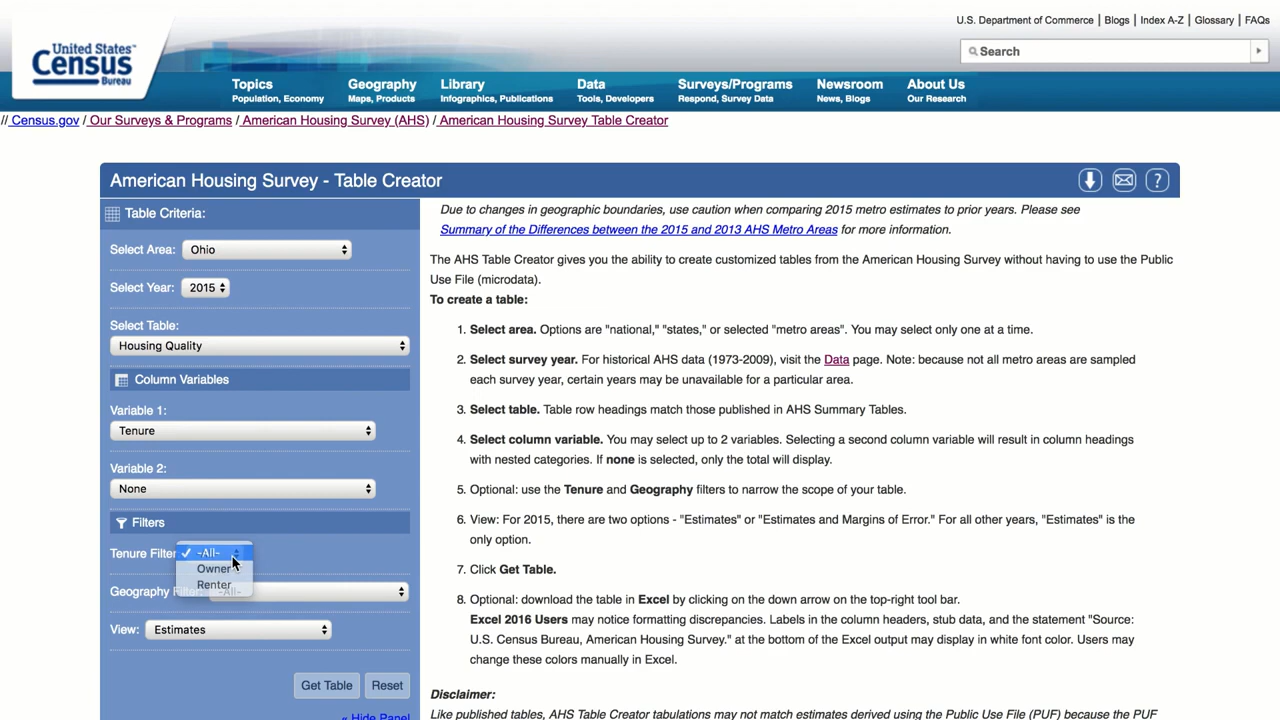 U.S. Department of Commerce | Blogs | Index A-Z | Glossary | FAQs
United States™
Census
Bureau
Search
Topics
Population, Economy
Geography
Maps, Products
Library
Infographics, Publications
Data
Tools, Developers
Surveys/Programs
Respond, Survey Data
Newsroom
News, Blogs
About Us
Our Research
// Census.gov / Our Surveys & Programs / American Housing Survey (AHS) / American Housing Survey Table Creator
American Housing Survey - Table Creator
?
Table Criteria:
Select Area: Ohio
Select Year: 2015
Select Table:
Housing Quality
Column Variables
Variable 1:
Tenure
Variable 2:
None
Filters
Tenure Filter ✓ -All-
Owner
Renter
Geography Filter: -All-
View: Estimates
Get Table Reset
« Hide Panel
Due to changes in geographic boundaries, use caution when comparing 2015 metro estimates to prior years. Please see
Summary of the Differences between the 2015 and 2013 AHS Metro Areas for more information.
The AHS Table Creator gives you the ability to create customized tables from the American Housing Survey without having to use the Public
Use File (microdata).
To create a table:
1. Select area. Options are "national," "states," or selected "metro areas". You may select only one at a time.
2. Select survey year. For historical AHS data (1973-2009), visit the Data page. Note: because not all metro areas are sampled
each survey year, certain years may be unavailable for a particular area.
3. Select table. Table row headings match those published in AHS Summary Tables.
4. Select column variable. You may select up to 2 variables. Selecting a second column variable will result in column headings
with nested categories. If none is selected, only the total will display.
5. Optional: use the Tenure and Geography filters to narrow the scope of your table.
6. View: For 2015, there are two options - "Estimates" or "Estimates and Margins of Error." For all other years, "Estimates" is the
only option.
7. Click Get Table.
8. Optional: download the table in Excel by clicking on the down arrow on the top-right tool bar.
Excel 2016 Users may notice formatting discrepancies. Labels in the column headers, stub data, and the statement "Source:
U.S. Census Bureau, American Housing Survey." at the bottom of the Excel output may display in white font color. Users may
change these colors manually in Excel.
Disclaimer:
Like published tables, AHS Table Creator tabulations may not match estimates derived using the Public Use File (PUF) because the PUF